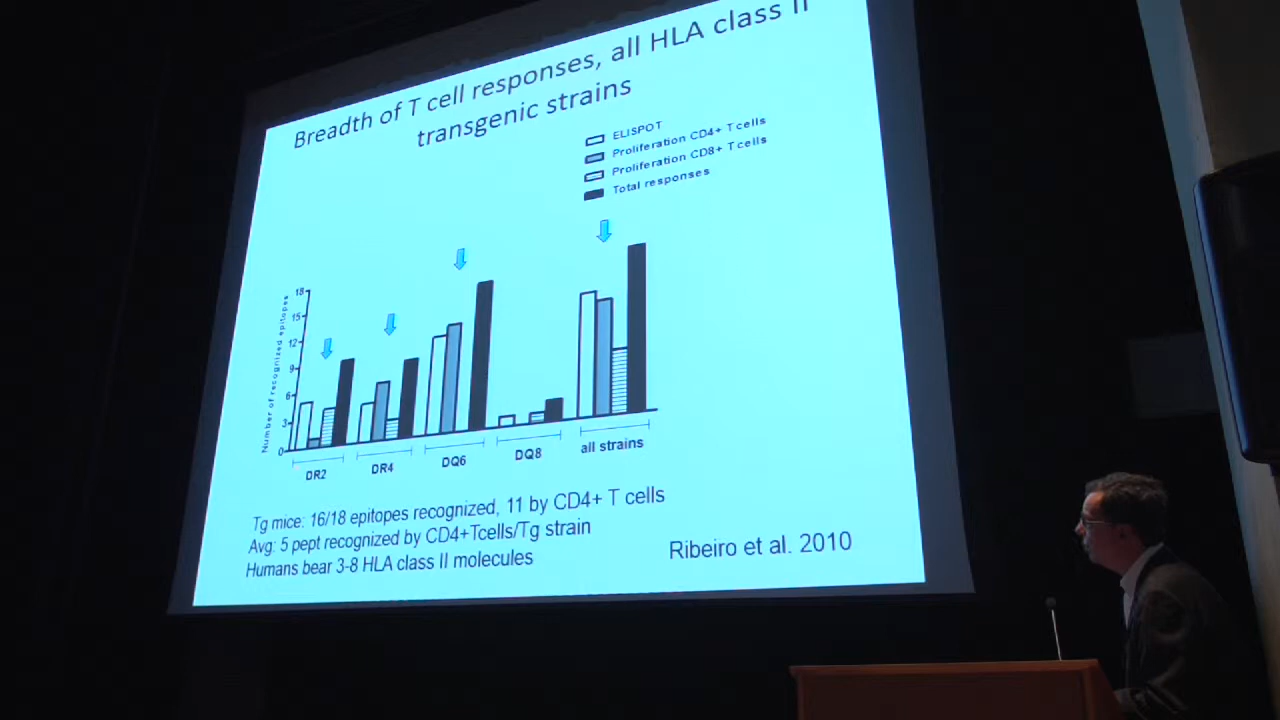 Breadth of T cell responses, all HLA class II
transgenic strains
ELISPOT
Proliferation CD4+ T cells
Proliferation CD8+ T cells
Total responses
Number of recognized epitopes
18
15
12
9
6
3
0
DR2
DR4
DQ6
DQ8
all strains
Tg mice: 16/18 epitopes recognized, 11 by CD4+ T cells
Avg: 5 pept recognized by CD4+Tcells/Tg strain
Humans bear 3-8 HLA class II molecules
Ribeiro et al. 2010